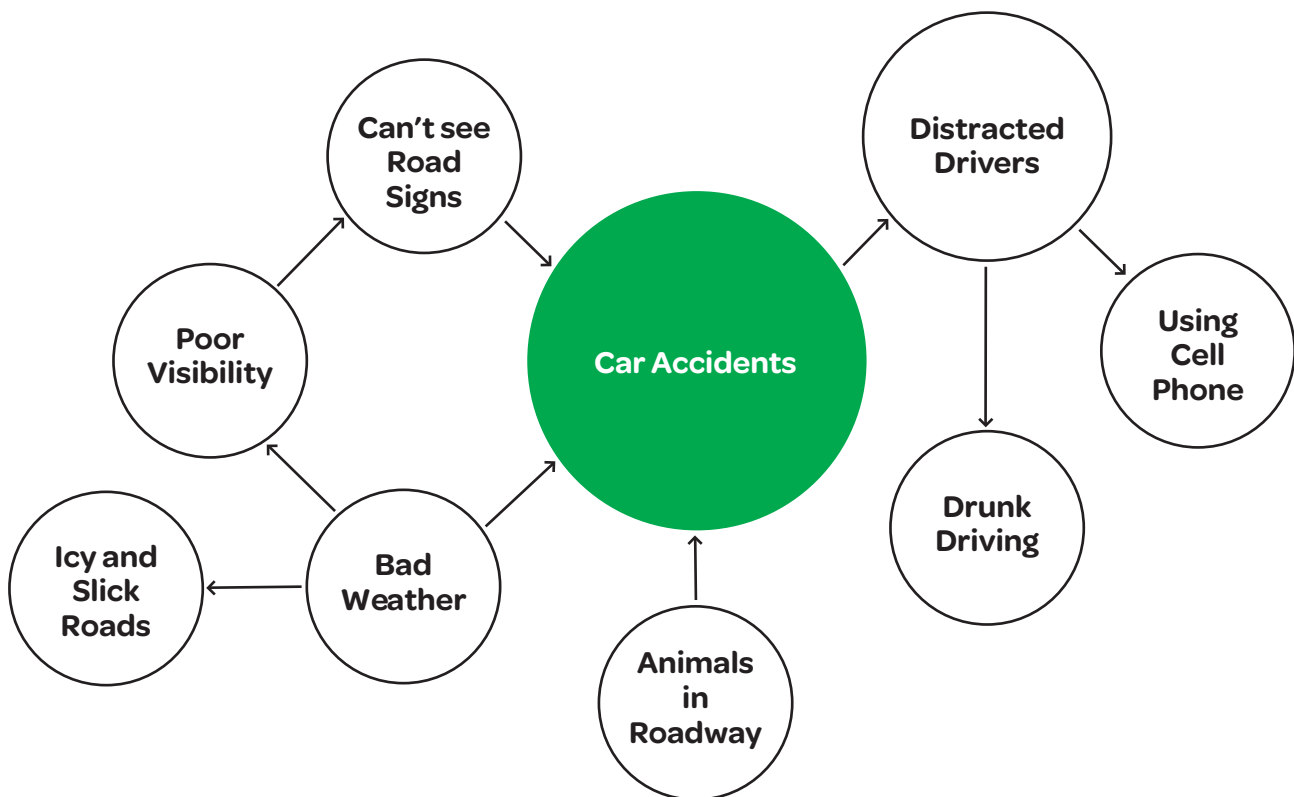 Can't see
Road
Signs
Distracted
Drivers
Poor
Visibility
Car Accidents
Using
Cell
Phone
Icy and
Slick
Roads
Bad
Weather
Drunk
Driving
Animals
in
Roadway